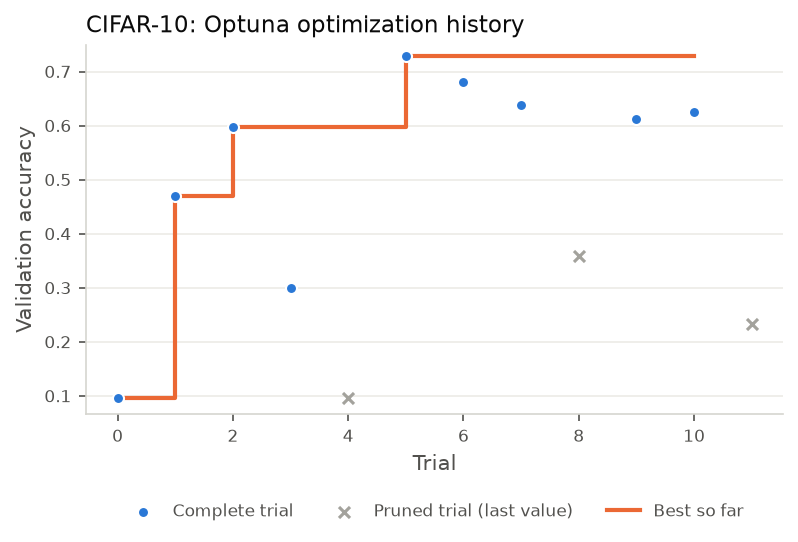 CIFAR-10: Optuna optimization history
Validation accuracy
0.7
0.6
0.5
0.4
0.3
0.2
0.1
0 2 4 6 8 10
Trial
Complete trial Pruned trial (last value) Best so far